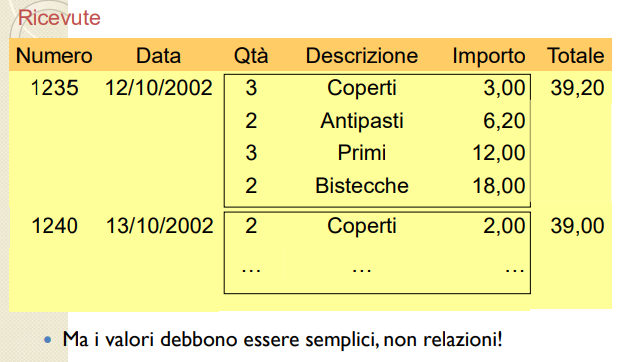 Ricevute
Numero Data Qtà Descrizione Importo Totale
1235 12/10/2002 3 Coperti 3,00 39,20
2 Antipasti 6,20
3 Primi 12,00
2 Bistecche 18,00
1240 13/10/2002 2 Coperti 2,00 39,00
... ... ...
• Ma i valori debbono essere semplici, non relazioni!